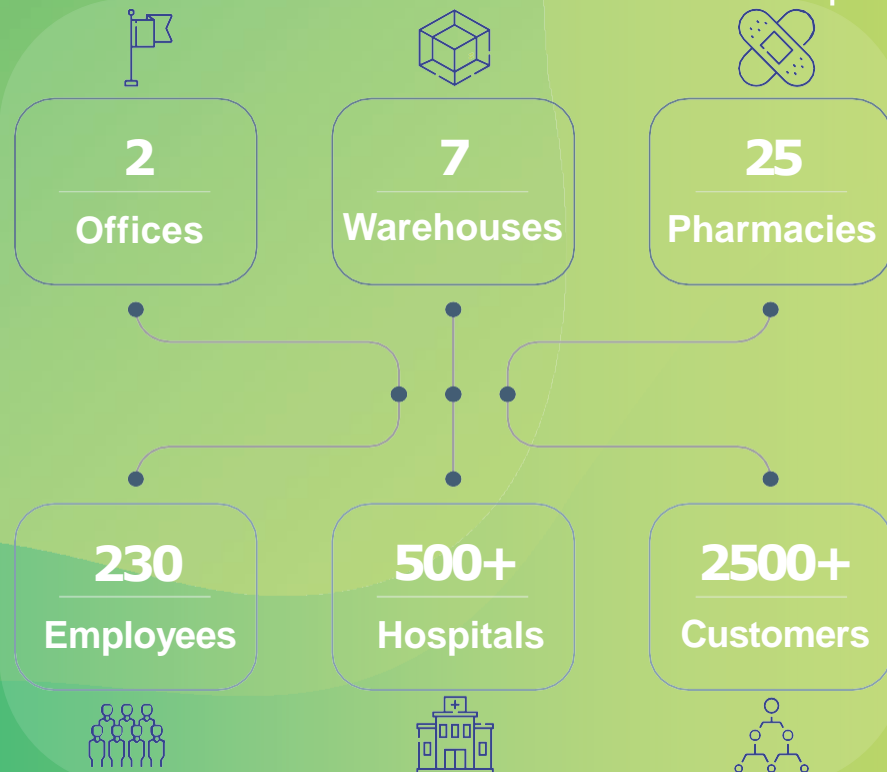 2
Offices
7
Warehouses
25
Pharmacies
230
Employees
500+
Hospitals
2500+
Customers